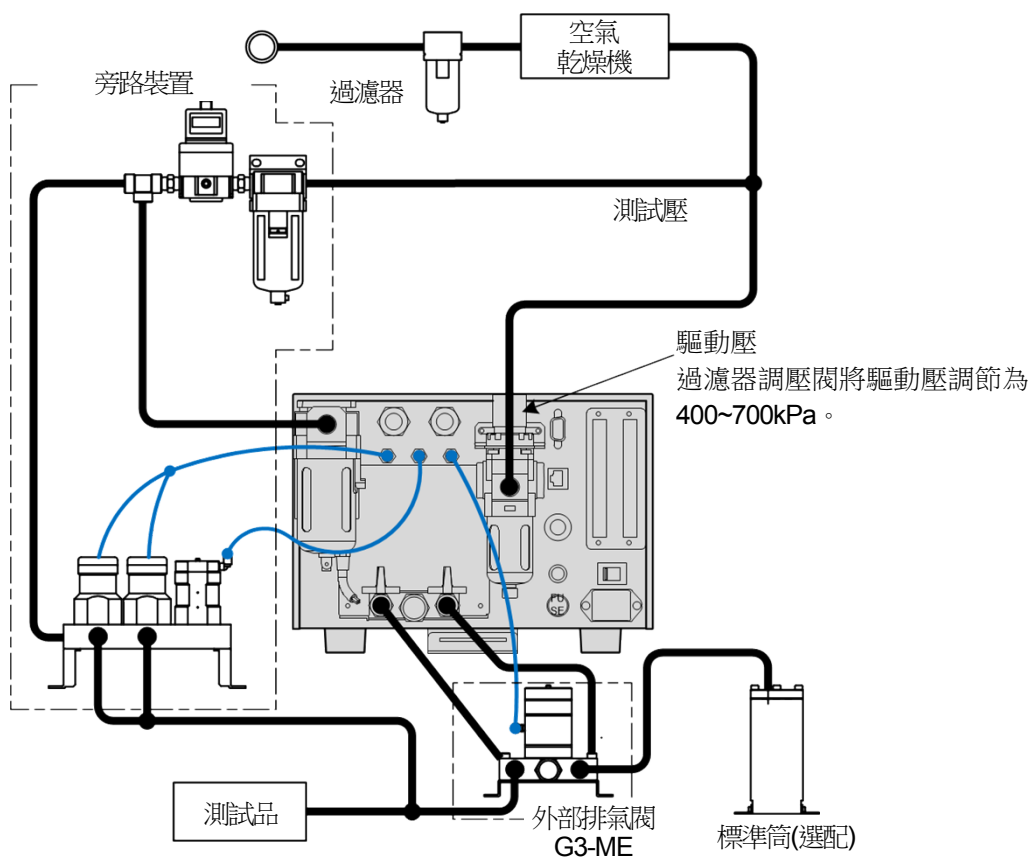 空氣
乾燥機
旁路裝置
過濾器
測試壓
驅動壓
過濾器調壓閥將驅動壓調節為
400~700kPa。
FU
SE
測試品
外部排氣閥
G3-ME
標準筒(選配)